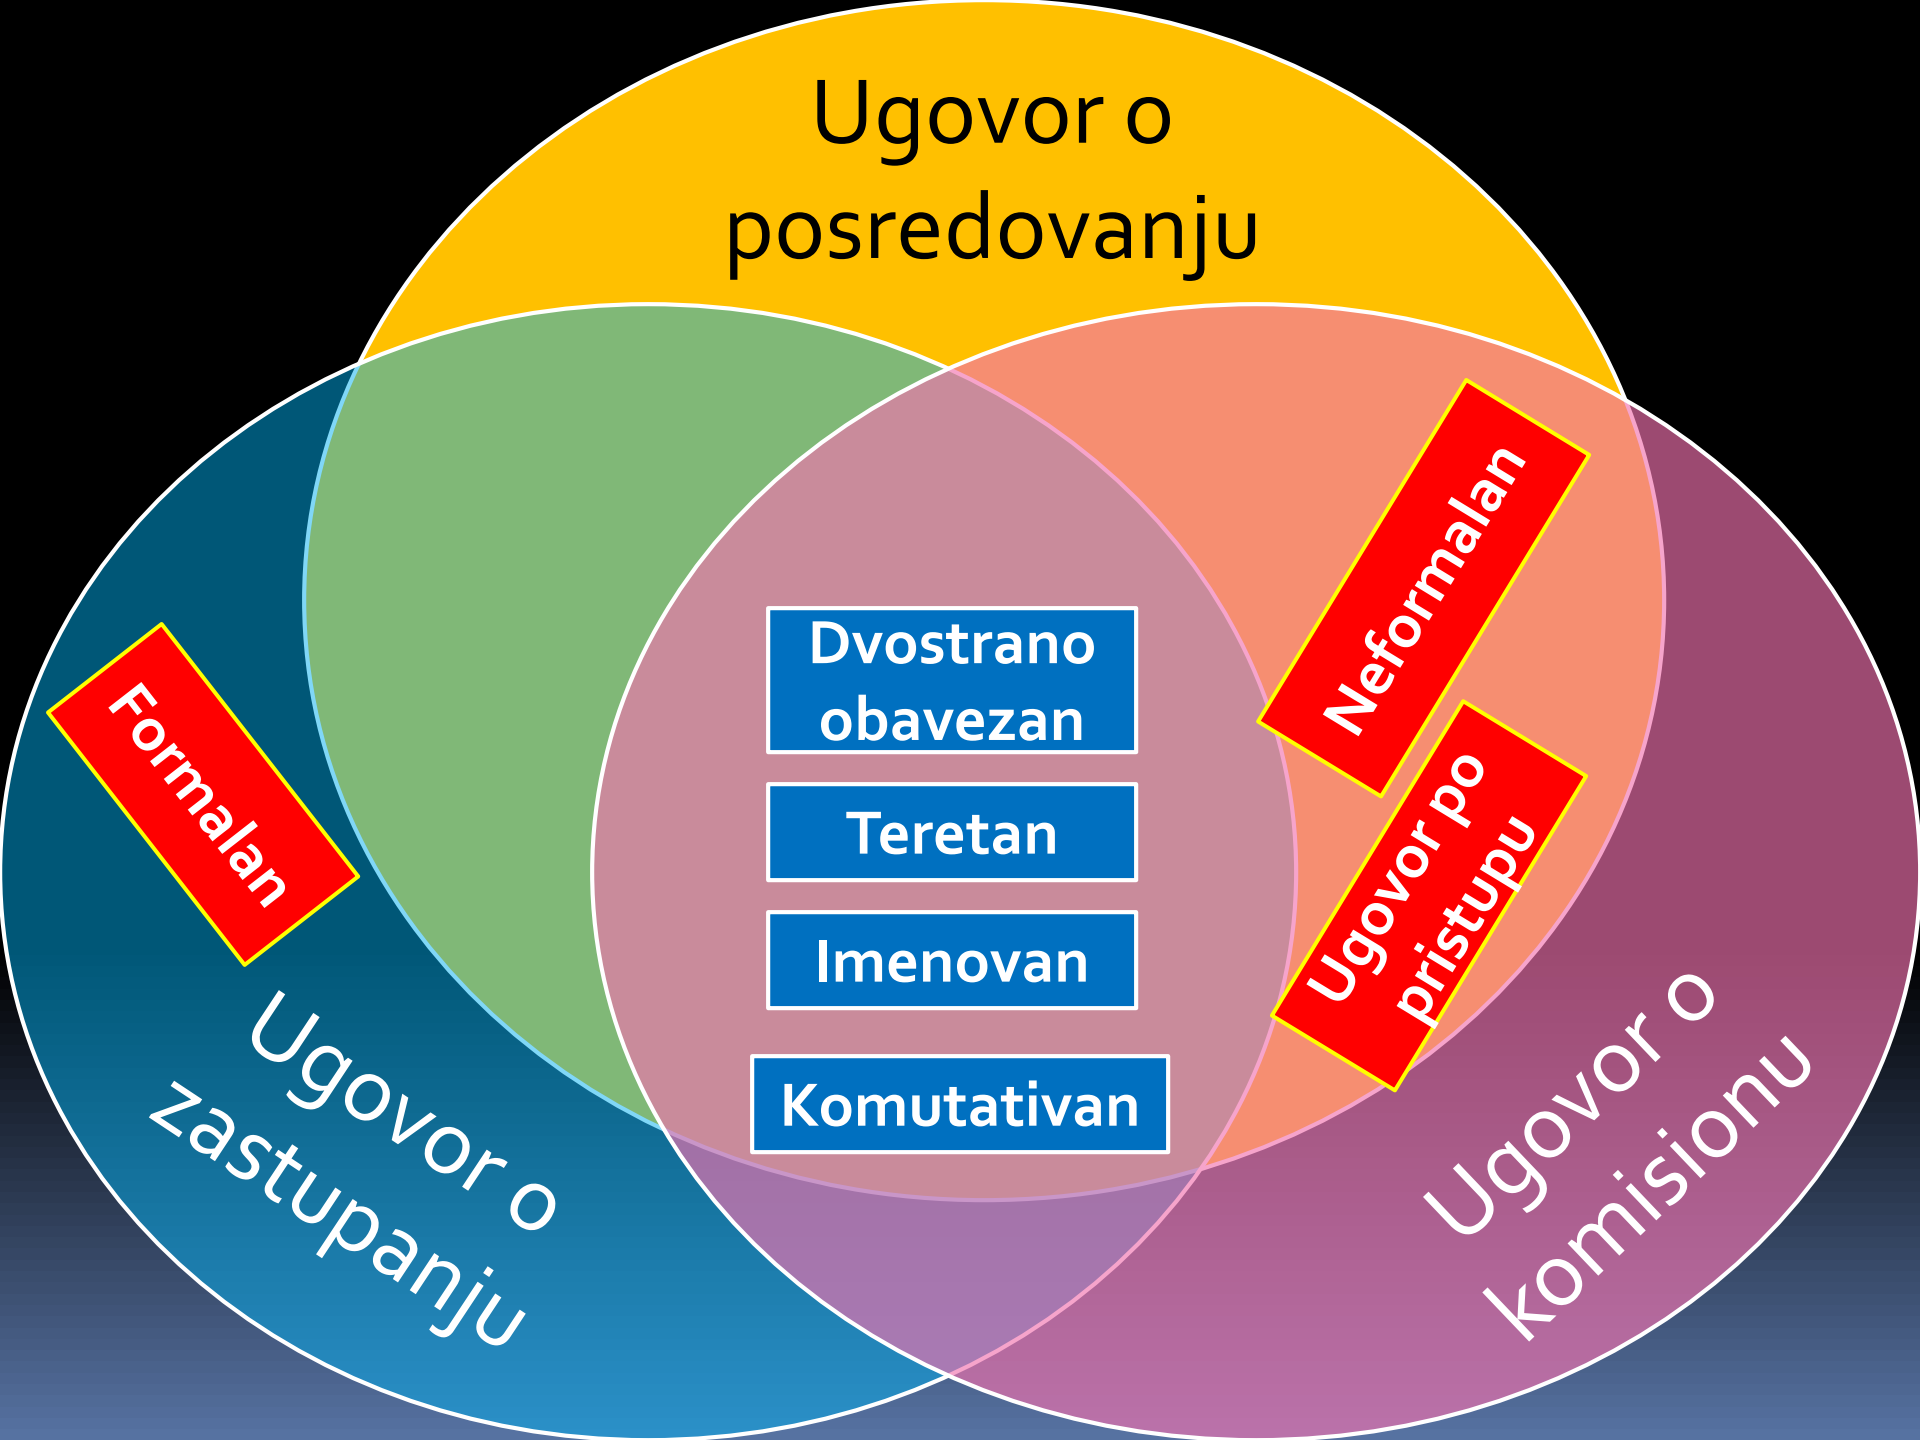 Ugovor o
posredovanju
Neformalan
Dvostrano
obavezan
Formalan
Teretan
Ugovor po
pristupu
Imenovan
Komutativan
Ugovor o
zastupanju
Ugovor o
komisionu